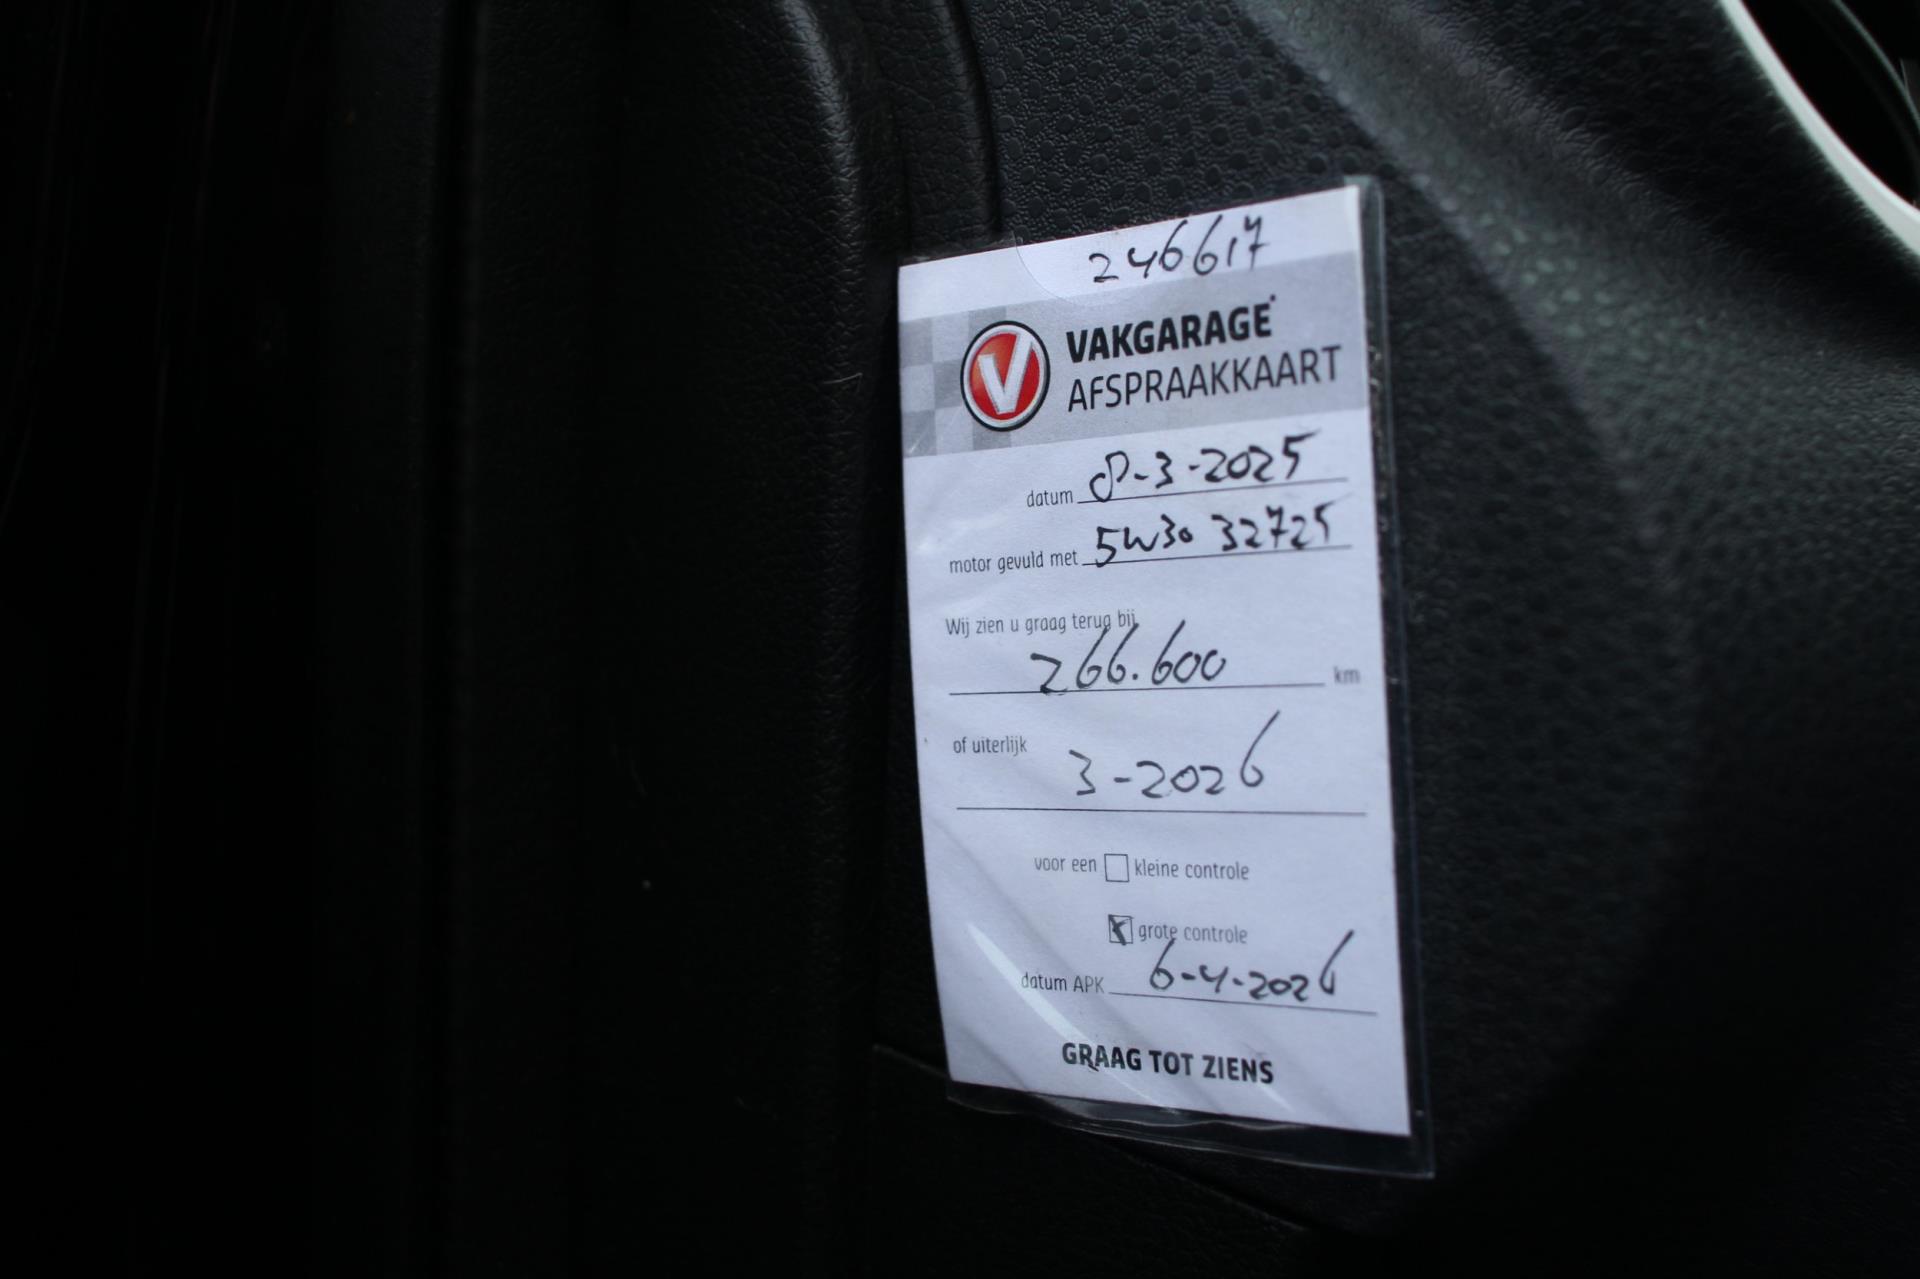 246617
V VAKGARAGE
AFSPRAAKKAART
datum 8-3-2025
motor gevuld met 5W30 32725
Wij zien u graag terug bij
266.600 km
of uiterlijk 3-2026
voor een kleine controle
grote controle
datum APK 6-4-2026
GRAAG TOT ZIENS